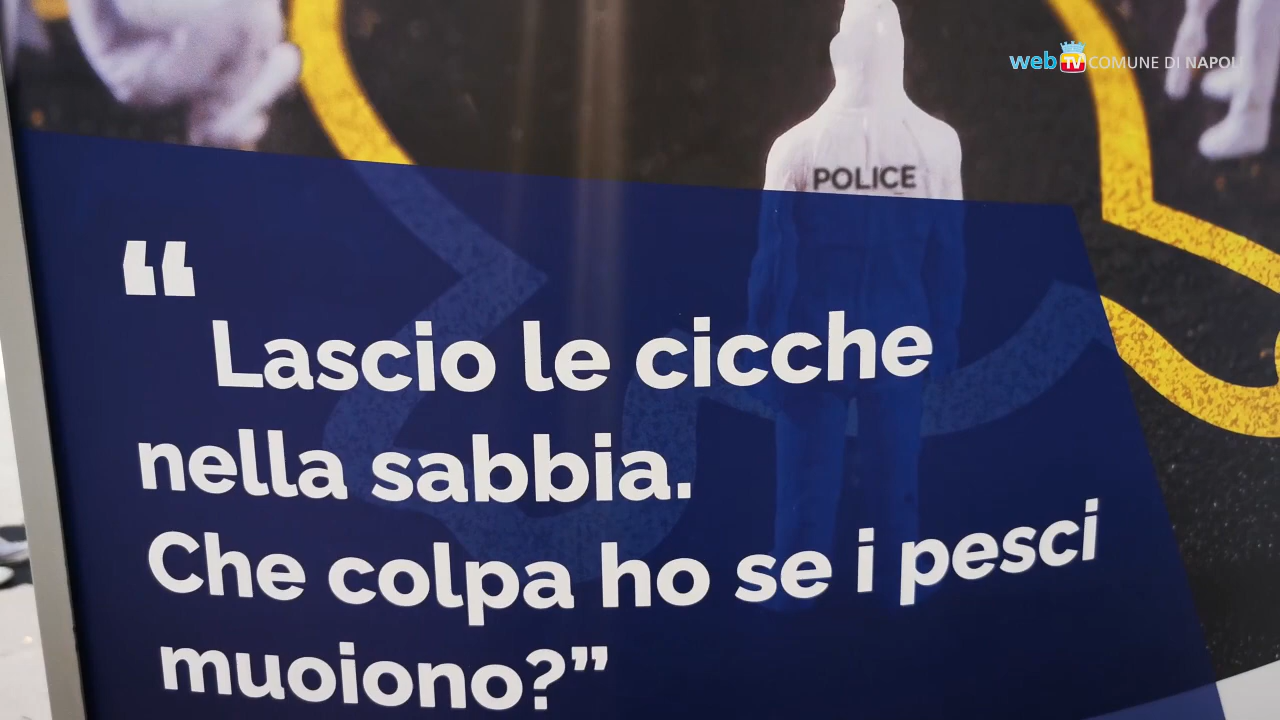 web TV COMUNE DI NAPOLI
POLICE
“
Lascio le cicche
nella sabbia.
Che colpa ho se i pesci
muoiono?”